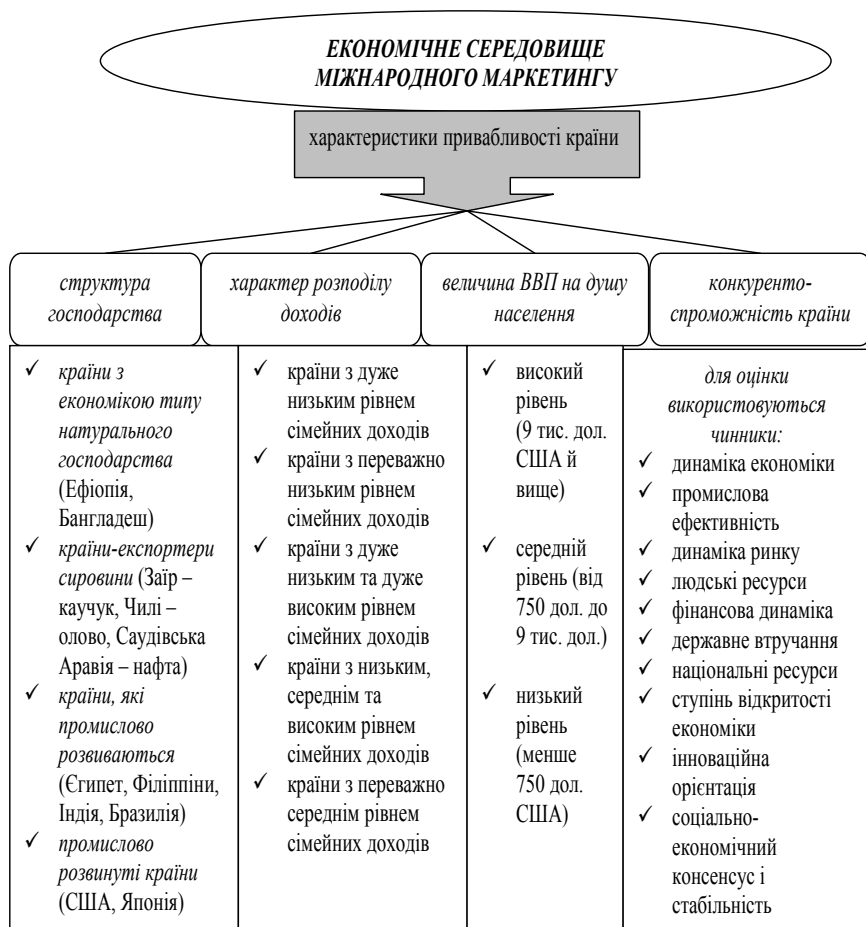 ЕКОНОМІЧНЕ СЕРЕДОВИЩЕ
МІЖНАРОДНОГО МАРКЕТИНГУ
характеристики привабливості країни
структура
господарства
характер розподілу
доходів
величина ВВП на душу
населення
конкуренто-
спроможність країни
✓ країни з
економікою типу
натурального
господарства
(Ефіопія,
Бангладеш)
✓ країни-експортери
сировини (Заїр –
каучук, Чилі –
олово, Саудівська
Аравія – нафта)
✓ країни, які
промислово
розвиваються
(Єгипет, Філіппіни,
Індія, Бразилія)
✓ промислово
розвинуті країни
(США, Японія)
✓ країни з дуже
низьким рівнем
сімейних доходів
✓ країни з переважно
низьким рівнем
сімейних доходів
✓ країни з дуже
низьким та дуже
високим рівнем
сімейних доходів
✓ країни з низьким,
середнім та
високим рівнем
сімейних доходів
✓ країни з переважно
середнім рівнем
сімейних доходів
✓ високий
рівень
(9 тис. дол.
США й
вище)
✓ середній
рівень (від
750 дол. до
9 тис. дол.)
✓ низький
рівень
(менше
750 дол.
США)
для оцінки
використовуються
чинники:
✓ динаміка економіки
✓ промислова
ефективність
✓ динаміка ринку
✓ людські ресурси
✓ фінансова динаміка
✓ державне втручання
✓ національні ресурси
✓ ступінь відкритості
економіки
✓ інноваційна
орієнтація
✓ соціально-
економічний
консенсус і
стабільність